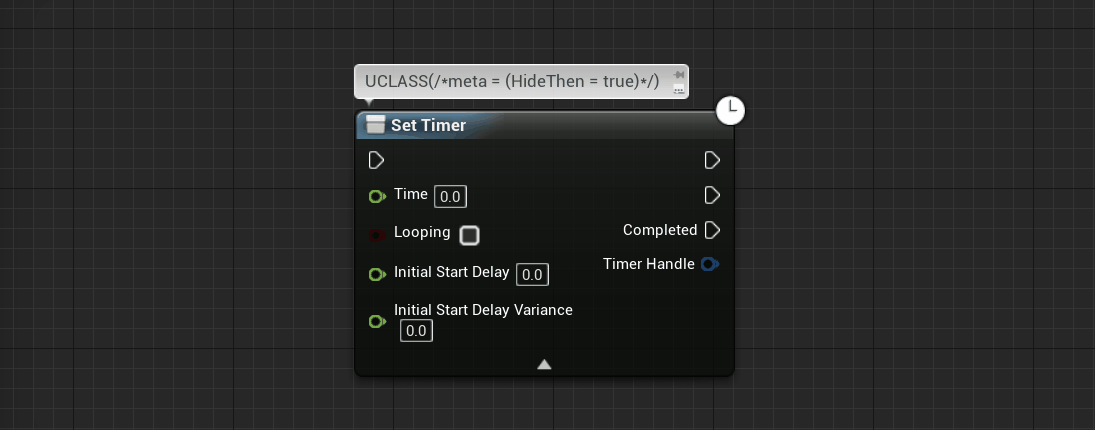 UCLASS(/*meta = (HideThen = true)*/)
Set Timer
Time 0.0
Looping
Completed
Initial Start Delay 0.0
Timer Handle
Initial Start Delay Variance
0.0